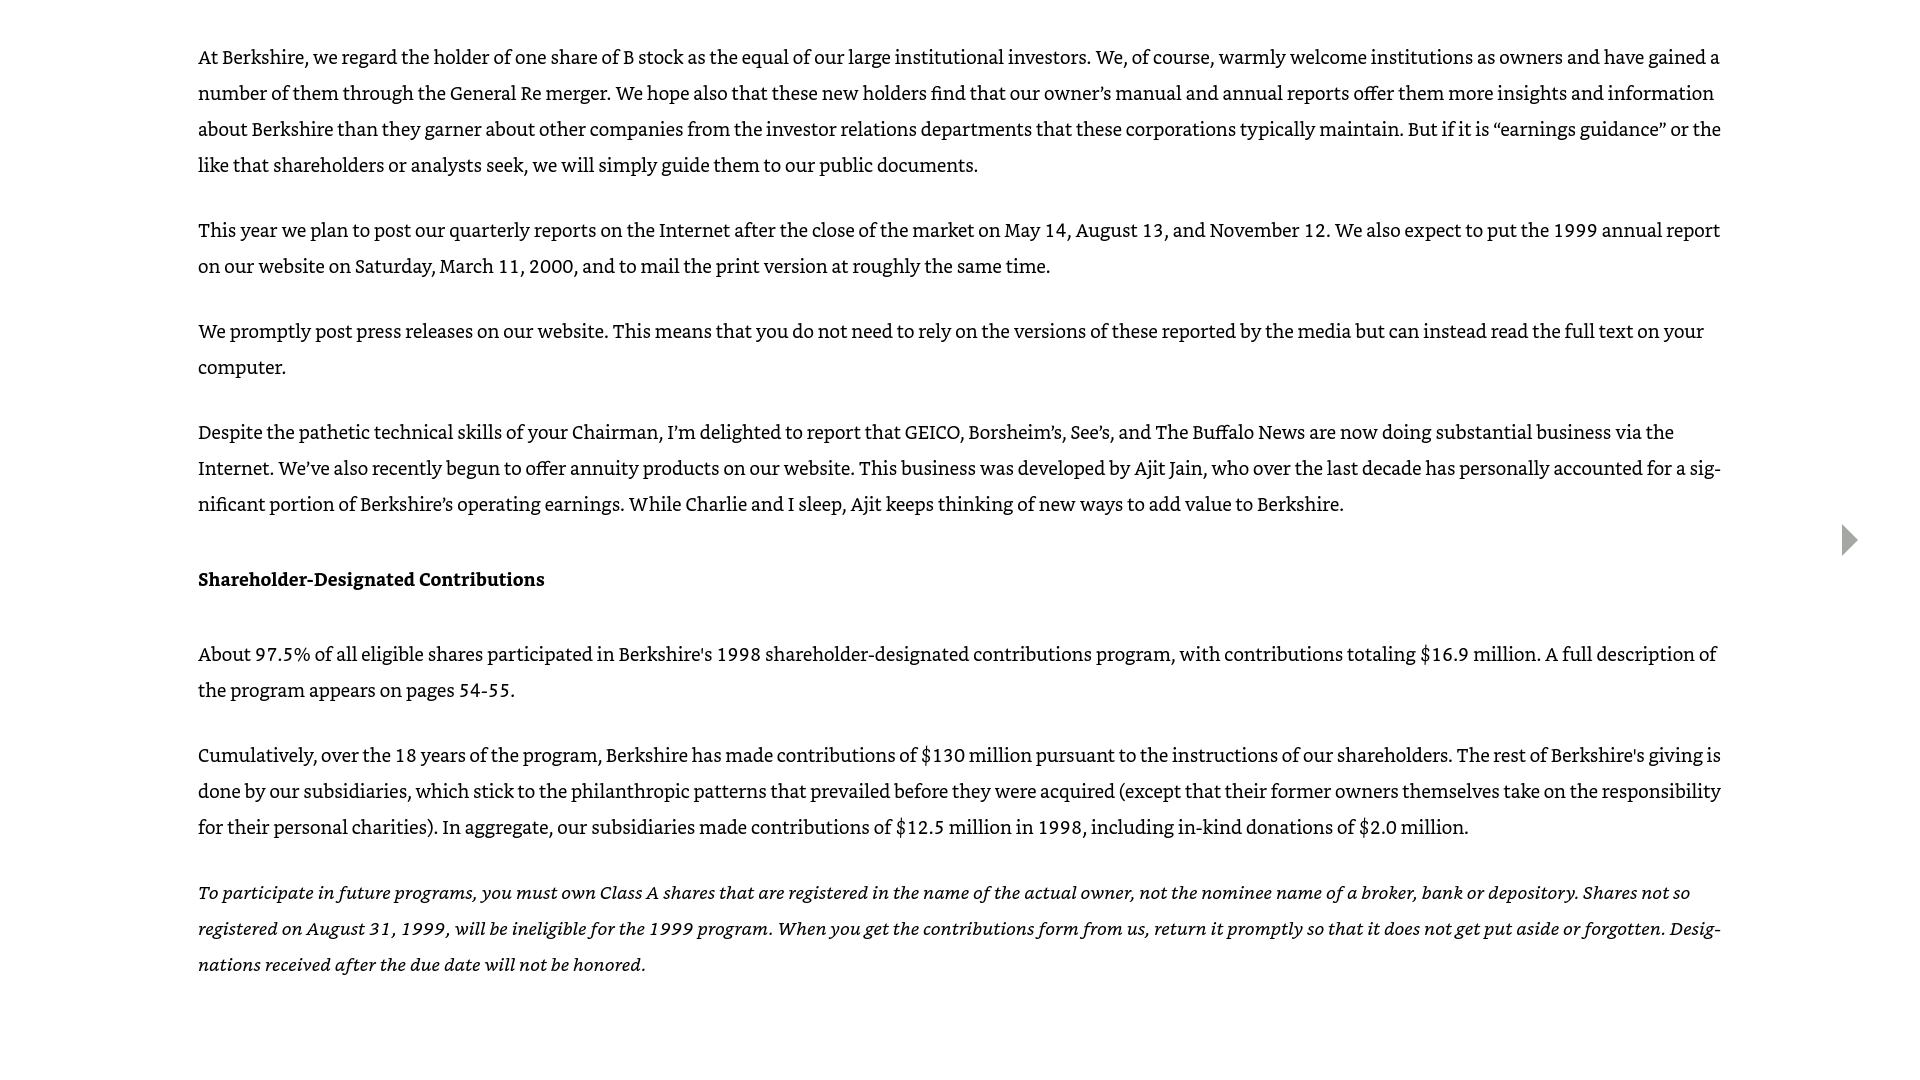 At Berkshire, we regard the holder of one share of B stock as the equal of our large institutional investors. We, of course, warmly welcome institutions as owners and have gained a
number of them through the General Re merger. We hope also that these new holders find that our owner’s manual and annual reports offer them more insights and information
about Berkshire than they garner about other companies from the investor relations departments that these corporations typically maintain. But if it is “earnings guidance” or the
like that shareholders or analysts seek, we will simply guide them to our public documents.
This year we plan to post our quarterly reports on the Internet after the close of the market on May 14, August 13, and November 12. We also expect to put the 1999 annual report
on our website on Saturday, March 11, 2000, and to mail the print version at roughly the same time.
We promptly post press releases on our website. This means that you do not need to rely on the versions of these reported by the media but can instead read the full text on your
computer.
Despite the pathetic technical skills of your Chairman, I’m delighted to report that GEICO, Borsheim’s, See’s, and The Buffalo News are now doing substantial business via the
Internet. We’ve also recently begun to offer annuity products on our website. This business was developed by Ajit Jain, who over the last decade has personally accounted for a sig-
nificant portion of Berkshire’s operating earnings. While Charlie and I sleep, Ajit keeps thinking of new ways to add value to Berkshire.
Shareholder-Designated Contributions
About 97.5% of all eligible shares participated in Berkshire's 1998 shareholder-designated contributions program, with contributions totaling $16.9 million. A full description of
the program appears on pages 54-55.
Cumulatively, over the 18 years of the program, Berkshire has made contributions of $130 million pursuant to the instructions of our shareholders. The rest of Berkshire's giving is
done by our subsidiaries, which stick to the philanthropic patterns that prevailed before they were acquired (except that their former owners themselves take on the responsibility
for their personal charities). In aggregate, our subsidiaries made contributions of $12.5 million in 1998, including in-kind donations of $2.0 million.
To participate in future programs, you must own Class A shares that are registered in the name of the actual owner, not the nominee name of a broker, bank or depository. Shares not so
registered on August 31, 1999, will be ineligible for the 1999 program. When you get the contributions form from us, return it promptly so that it does not get put aside or forgotten. Desig-
nations received after the due date will not be honored.